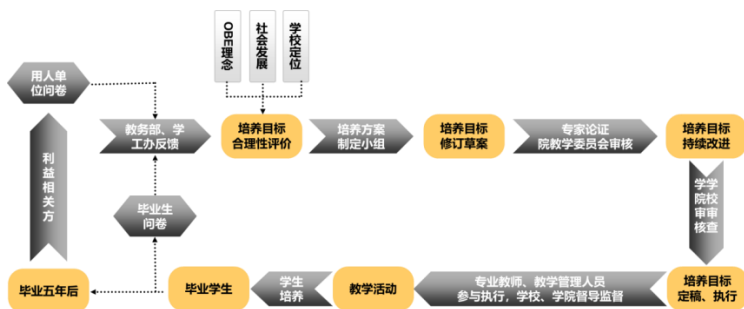 OBE理念
社会发展
学校定位
用人单
位问卷
教务部、学
工办反馈
培养目标
合理性评价
培养方案
制定小组
培养目标
修订草案
专家论证
院教学委员会审核
培养目标
持续改进
利益相关方
毕业生
问卷
学院审核
学校审查
毕业五年后
毕业学生
学生
培养
教学活动
专业教师、教学管理人员
参与执行，学校、学院督导监督
培养目标
定稿、执行